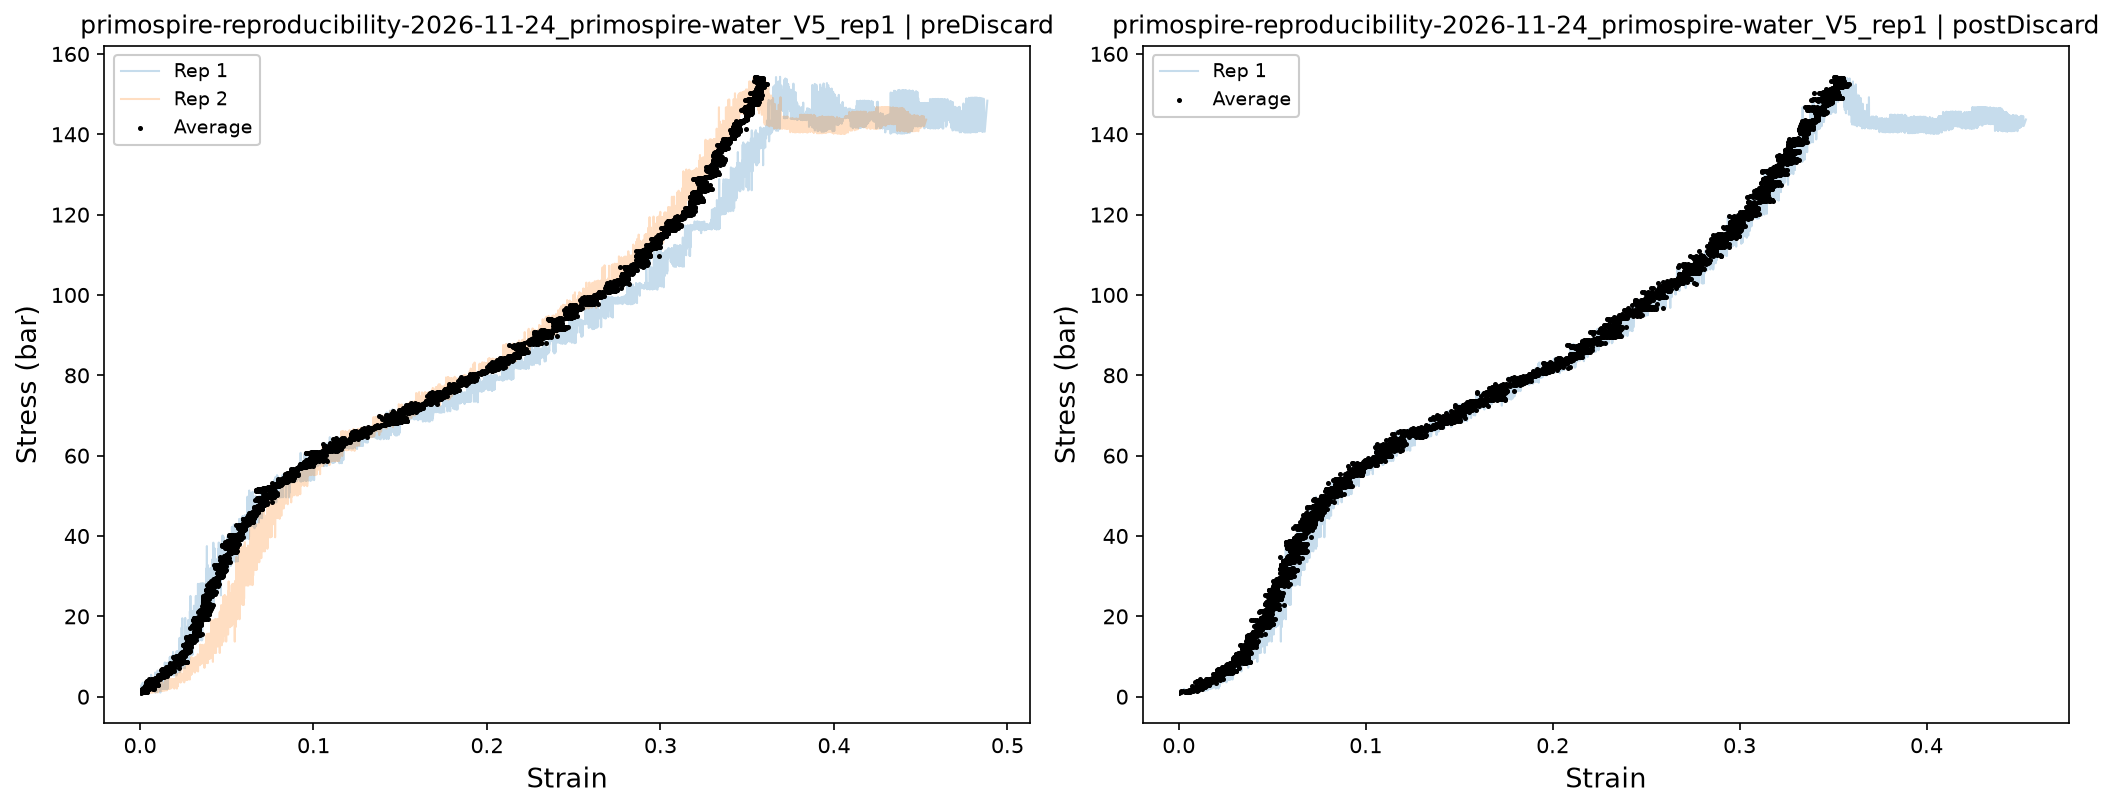 primospire-reproducibility-2026-11-24_primospire-water_V5_rep1 | preDiscard
Rep 1
Rep 2
Average
160
140
120
100
80
60
40
20
0
Stress (bar)
0.0 0.1 0.2 0.3 0.4 0.5
Strain
primospire-reproducibility-2026-11-24_primospire-water_V5_rep1 | postDiscard
Rep 1
Average
160
140
120
100
80
60
40
20
0
Stress (bar)
0.0 0.1 0.2 0.3 0.4
Strain